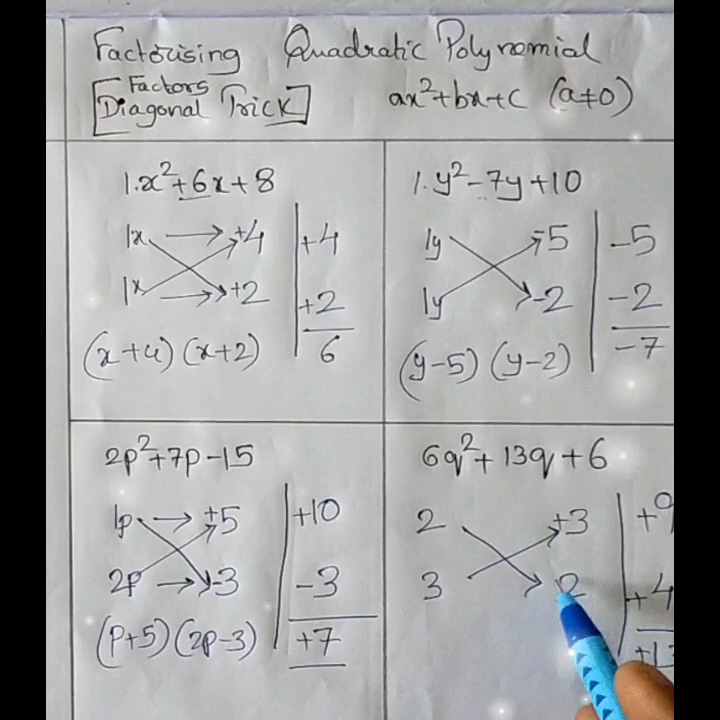 Factorising Quadratic Polynomial
[Factors Diagonal Trick] ax²+bx+c (a≠0)
1.x²+6x+8
1x +4 +4
1x +2 +2
6
(x+4)(x+2)
1.y²-7y+10
1y -5 -5
1y -2 -2
-7
(y-5)(y-2)
2p²+7p-15
1p +5 +10
2p -3 -3
+7
(p+5)(2p-3)
6q²+13q+6
2 +3 +9
3 2 +4